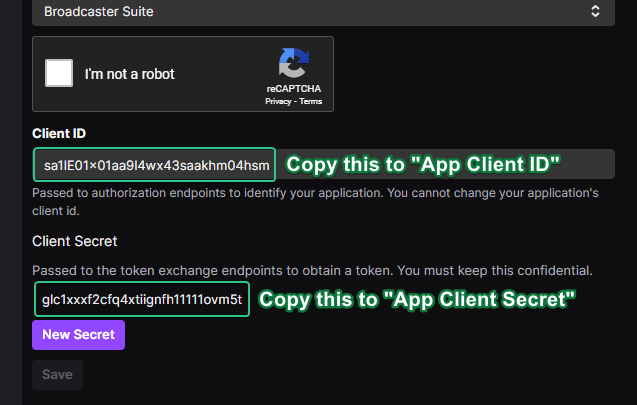 Broadcaster Suite
I'm not a robot
reCAPTCHA
Privacy - Terms
Client ID
sa1lE01x01aa9l4wx43saakhm04hsm Copy this to "App Client ID"
Passed to authorization endpoints to identify your application. You cannot change your application's
client id.
Client Secret
Passed to the token exchange endpoints to obtain a token. You must keep this confidential.
glc1xxxf2cfq4xtiignfh11111ovm5t Copy this to "App Client Secret"
New Secret
Save